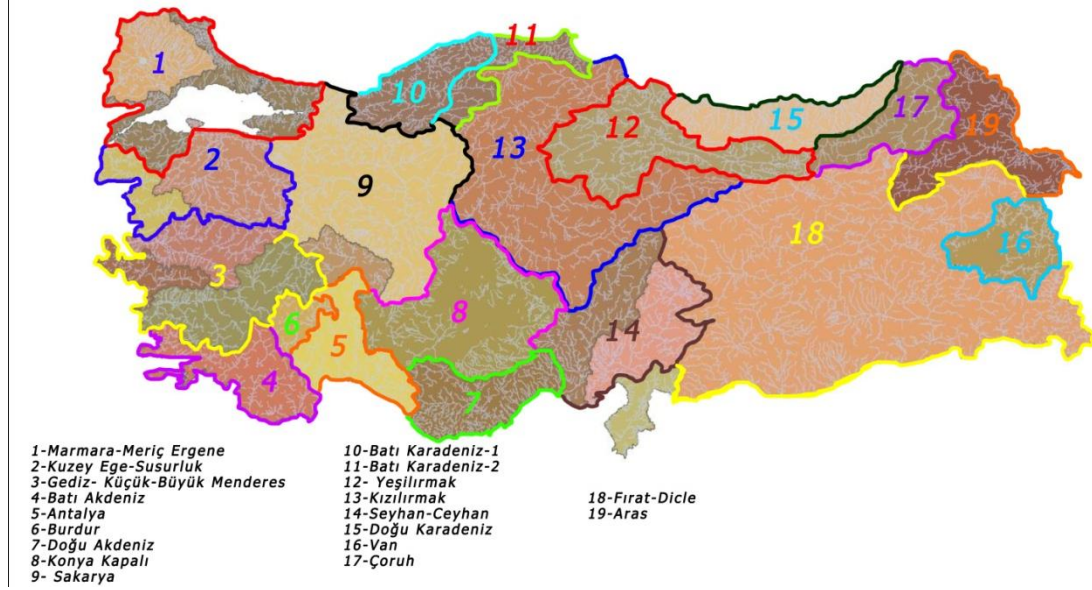 1
11
10
15
17
19
12
13
2
9
18
16
3
8
6
5
14
4
7
1-Marmara-Meriç Ergene
2-Kuzey Ege-Susurluk
3-Gediz- Küçük-Büyük Menderes
4-Batı Akdeniz
5-Antalya
6-Burdur
7-Doğu Akdeniz
8-Konya Kapalı
9- Sakarya
10-Batı Karadeniz-1
11-Batı Karadeniz-2
12- Yeşilırmak
13-Kızılırmak
14-Seyhan-Ceyhan
15-Doğu Karadeniz
16-Van
17-Çoruh
18-Fırat-Dicle
19-Aras